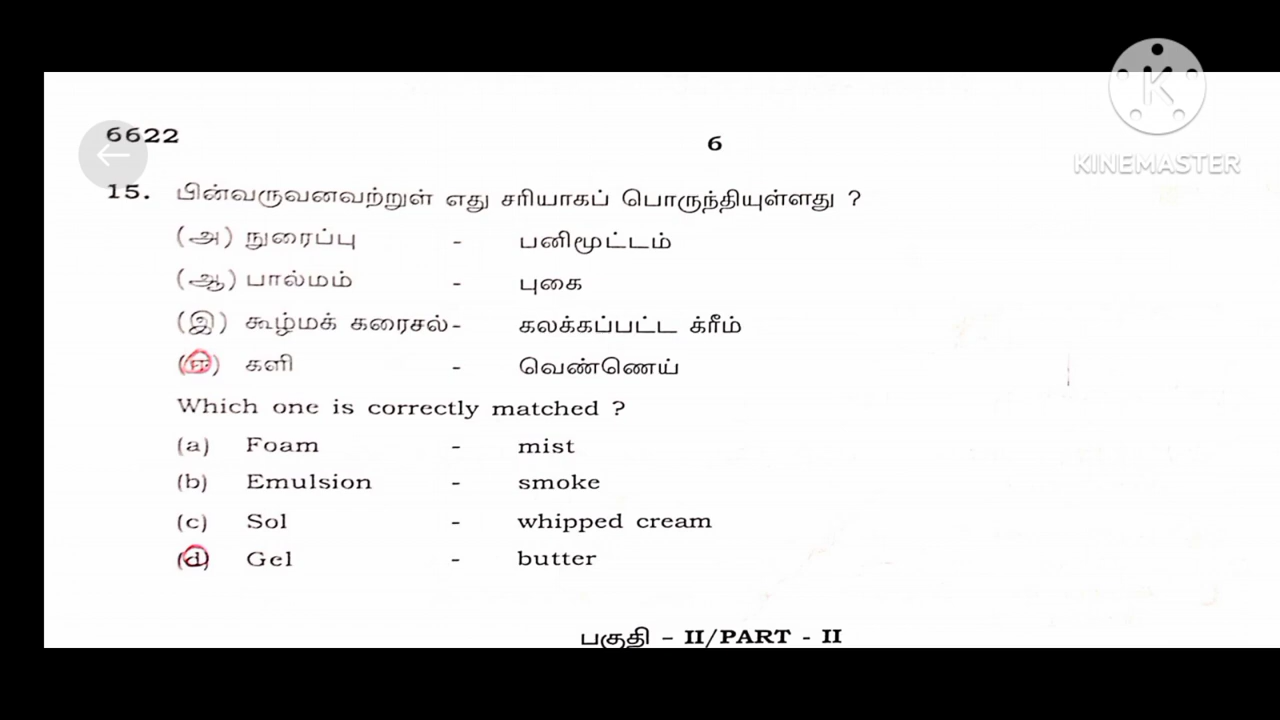 KINEMASTER
6622
6
15. பின்வருவனவற்றுள் எது சரியாகப் பொருந்தியுள்ளது ?
(அ) நுரைப்பு - பனிமூட்டம்
(ஆ) பால்மம் - புகை
(இ) கூழ்மக் கரைசல் - கலக்கப்பட்ட க்ரீம்
(ஈ) களி - வெண்ணெய்
Which one is correctly matched ?
(a) Foam - mist
(b) Emulsion - smoke
(c) Sol - whipped cream
(d) Gel - butter
பகுதி – II/PART - II